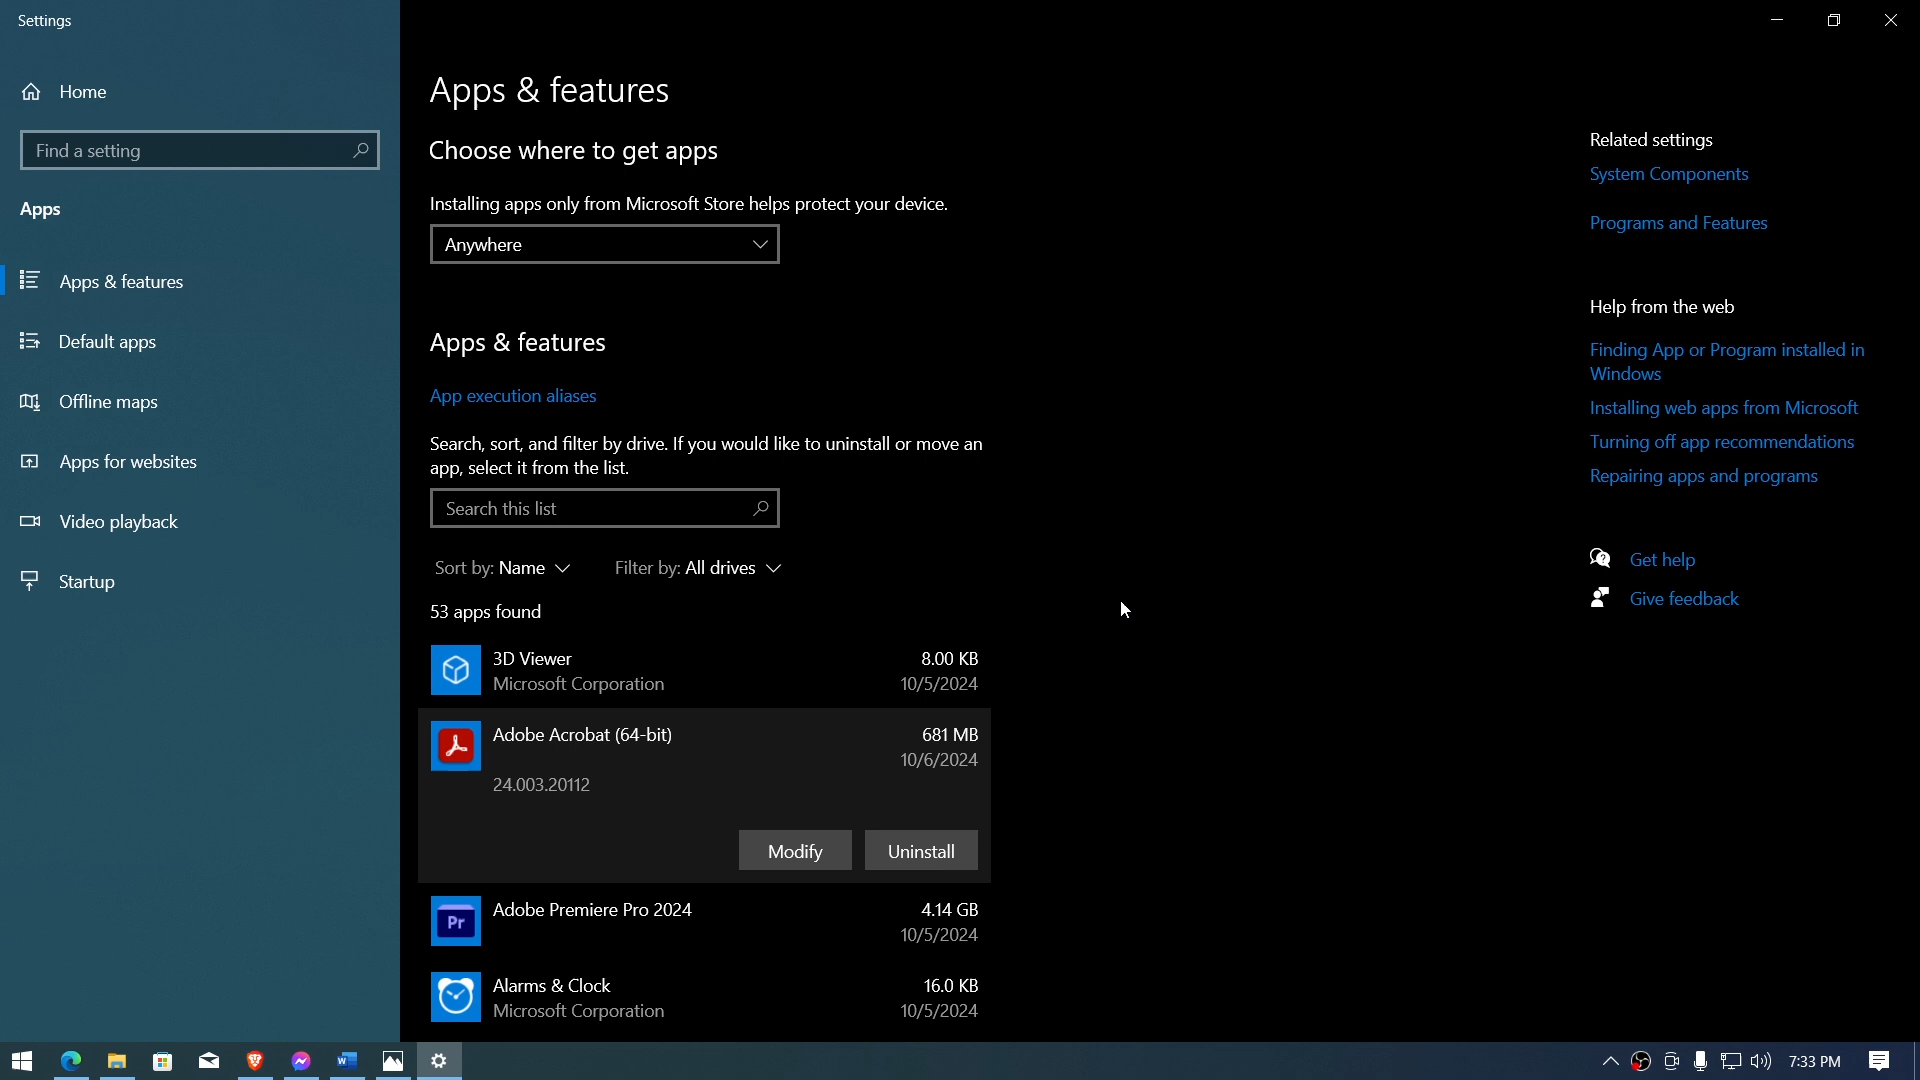 Settings
Home
Find a setting
Apps
Apps & features
Default apps
Offline maps
Apps for websites
Video playback
Startup
Apps & features
Choose where to get apps
Installing apps only from Microsoft Store helps protect your device.
Anywhere
Apps & features
App execution aliases
Search, sort, and filter by drive. If you would like to uninstall or move an
app, select it from the list.
Search this list
Sort by: Name Filter by: All drives
53 apps found
3D Viewer 8.00 KB
Microsoft Corporation 10/5/2024
Adobe Acrobat (64-bit) 681 MB
10/6/2024
24.003.20112
Modify Uninstall
Adobe Premiere Pro 2024 4.14 GB
Pr
10/5/2024
Alarms & Clock 16.0 KB
Microsoft Corporation 10/5/2024
Related settings
System Components
Programs and Features
Help from the web
Finding App or Program installed in
Windows
Installing web apps from Microsoft
Turning off app recommendations
Repairing apps and programs
Get help
Give feedback
7:33 PM